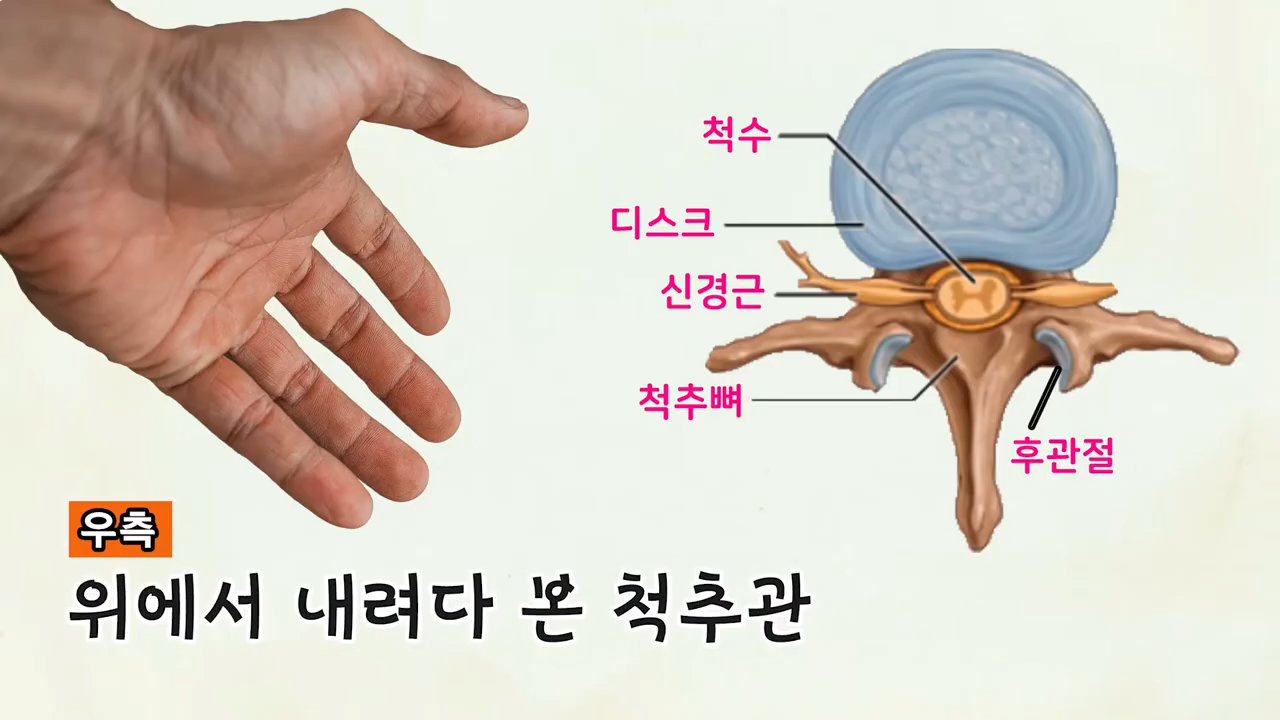 척수
디스크
신경근
척추뼈
후관절
우측
위에서 내려다 본 척추관